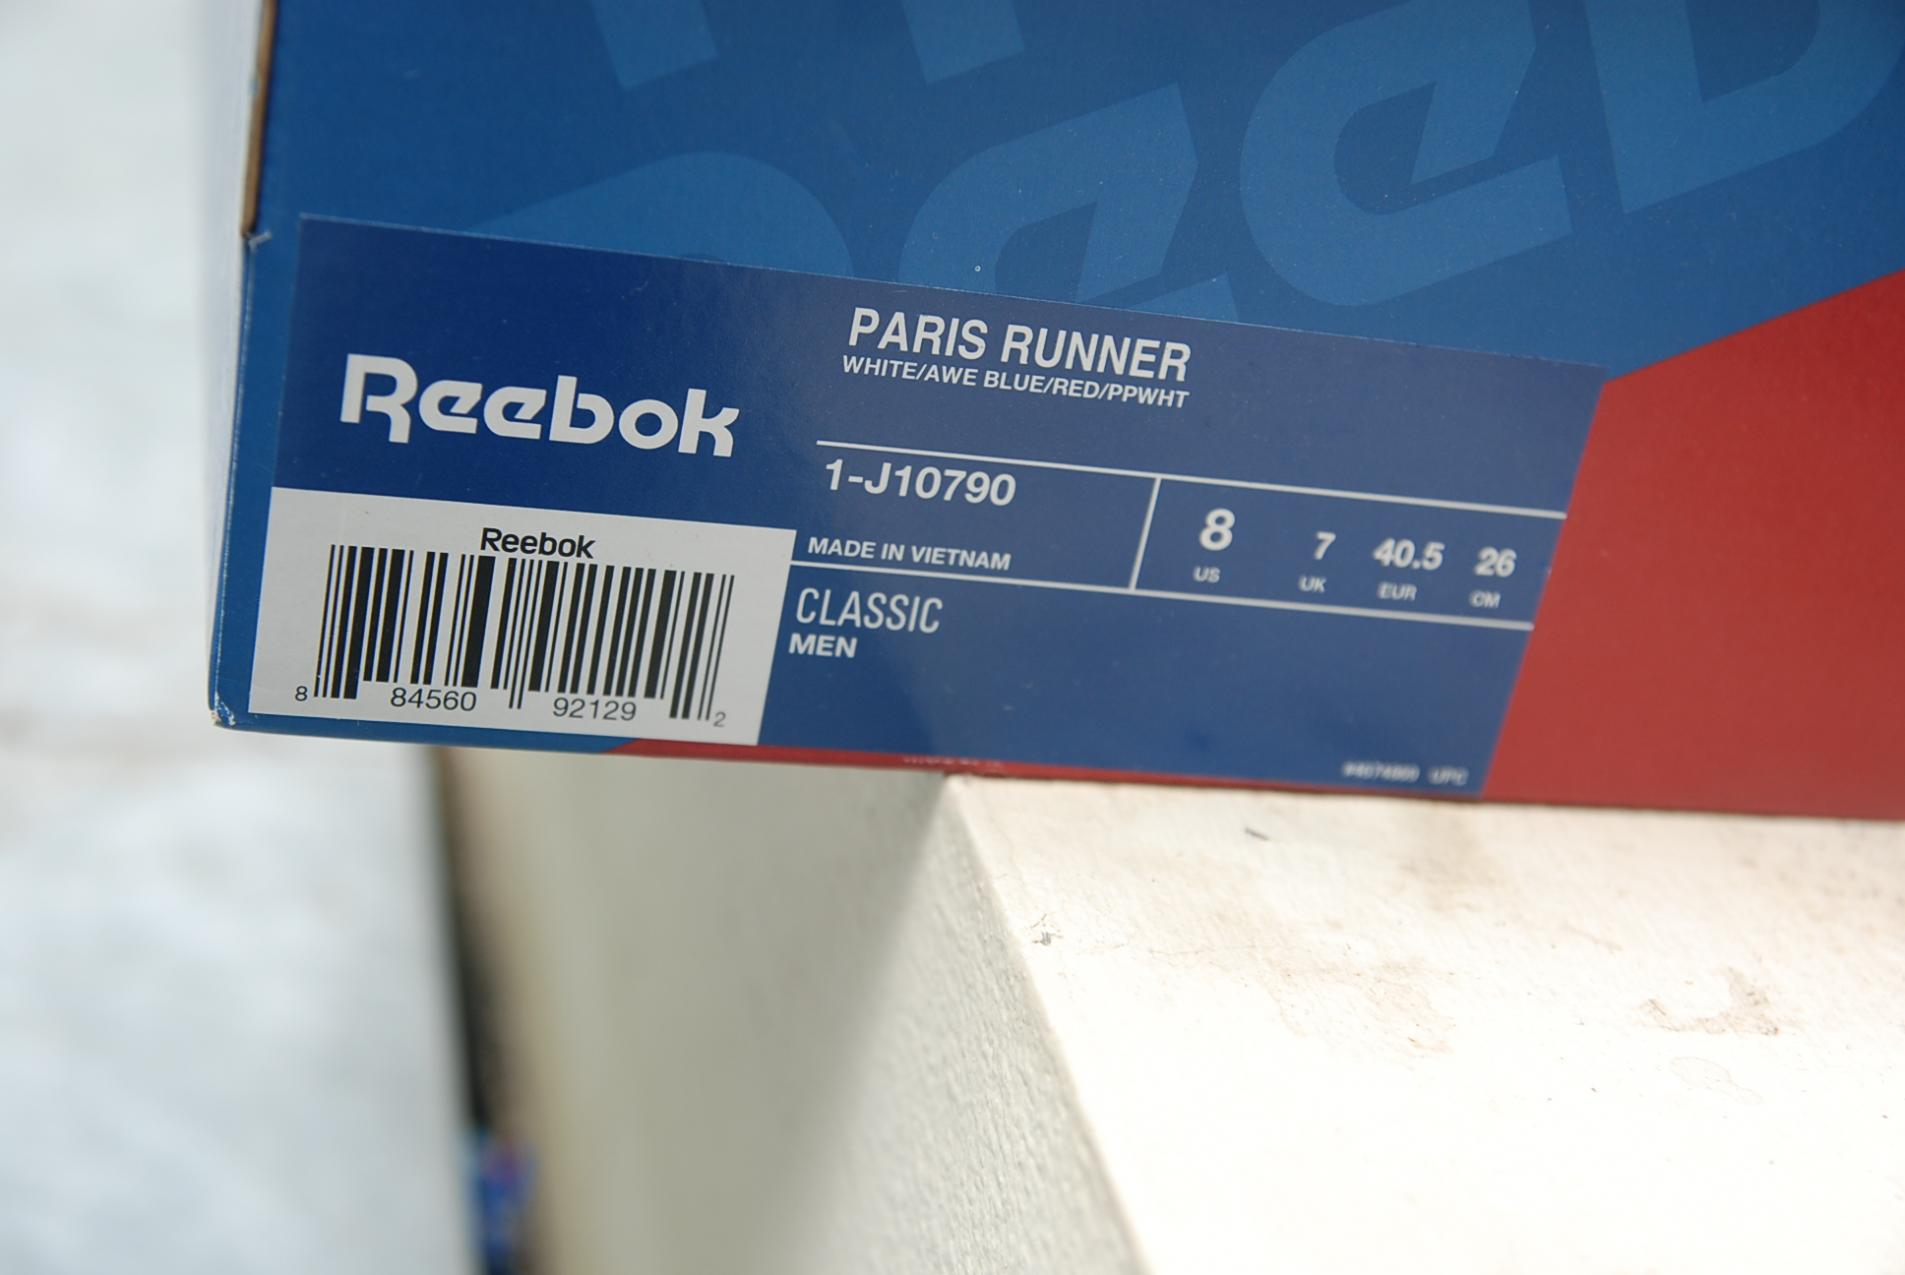 Reebok
PARIS RUNNER
WHITE/AWE BLUE/RED/PPWHT
1-J10790
MADE IN VIETNAM
8 7 40.5 26
US UK EUR CM
CLASSIC
MEN
Reebok
8 84560 92129 2
UPC